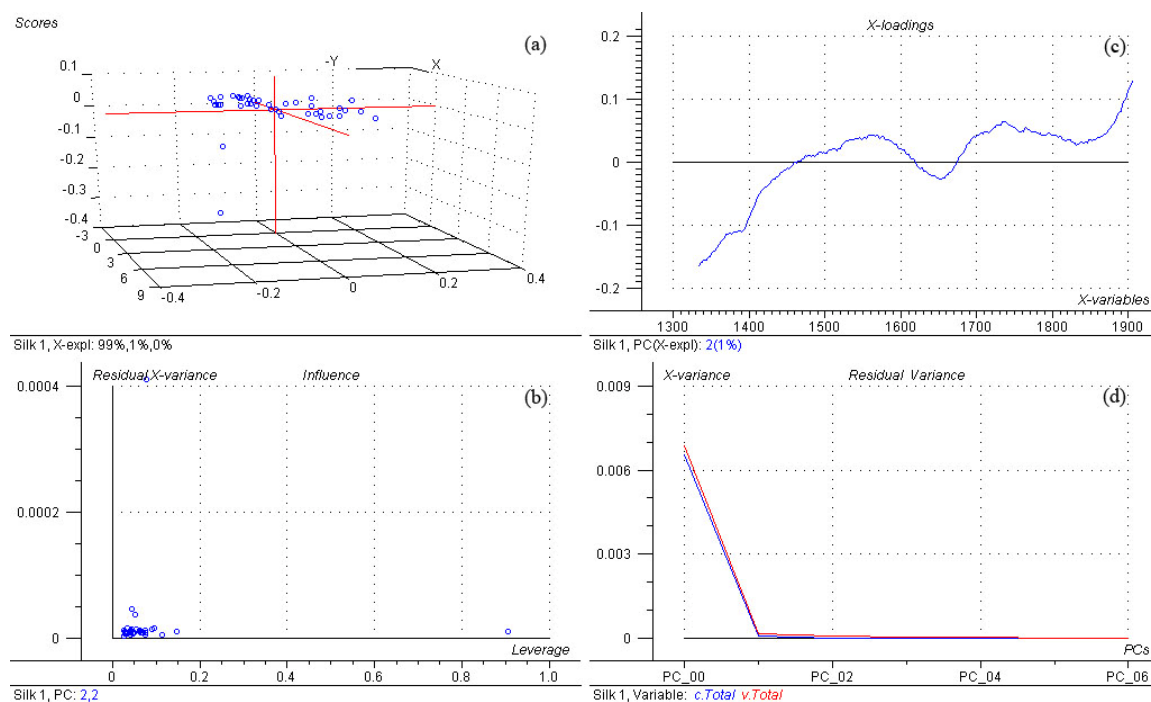 Scores
(a)
-Y X
0.1
0
-0.1
-0.2
-0.3
-0.4
-3
0
3
6
9 -0.4 -0.2 0 0.2 0.4
Silk 1, X-expl: 99%,1%,0%
X-loadings
(c)
0.2
0.1
0
-0.1
-0.2
X-variables
1300 1400 1500 1600 1700 1800 1900
Silk 1, PC(X-expl): 2(1%)
Residual X-variance Influence
(b)
0.0004
0.0002
0
Leverage
0 0.2 0.4 0.6 0.8 1.0
Silk 1, PC: 2,2
X-variance Residual Variance
(d)
0.009
0.006
0.003
0
PCs
PC_00 PC_02 PC_04 PC_06
Silk 1, Variable: c.Total v.Total